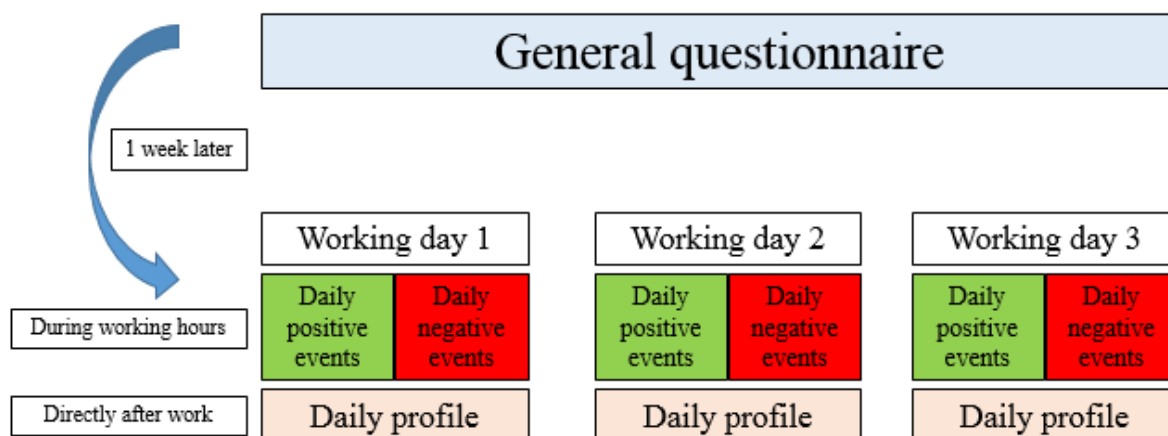 General questionnaire
1 week later
Working day 1
Working day 2
Working day 3
During working hours
Daily
positive
events
Daily
negative
events
Daily
positive
events
Daily
negative
events
Daily
positive
events
Daily
negative
events
Directly after work
Daily profile
Daily profile
Daily profile